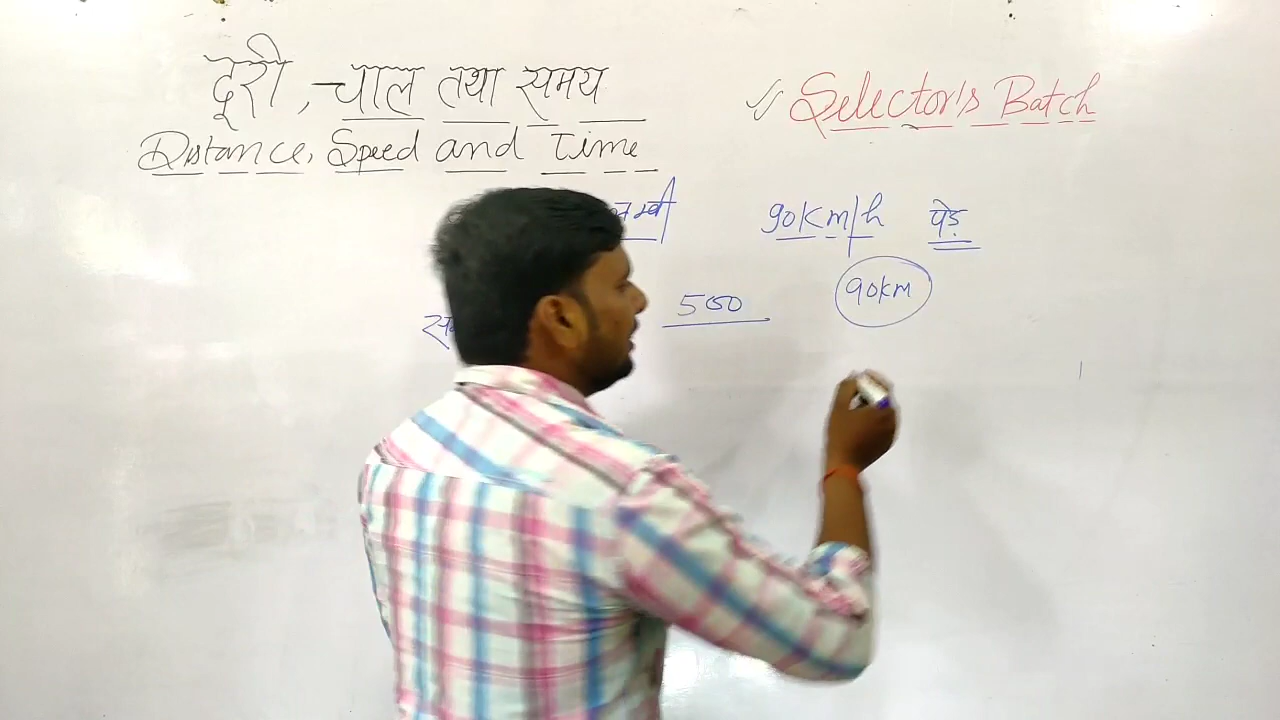 दूरी, चाल तथा समय
Distance, Speed and Time
Selector's Batch
90km/h पेड़
500
90km